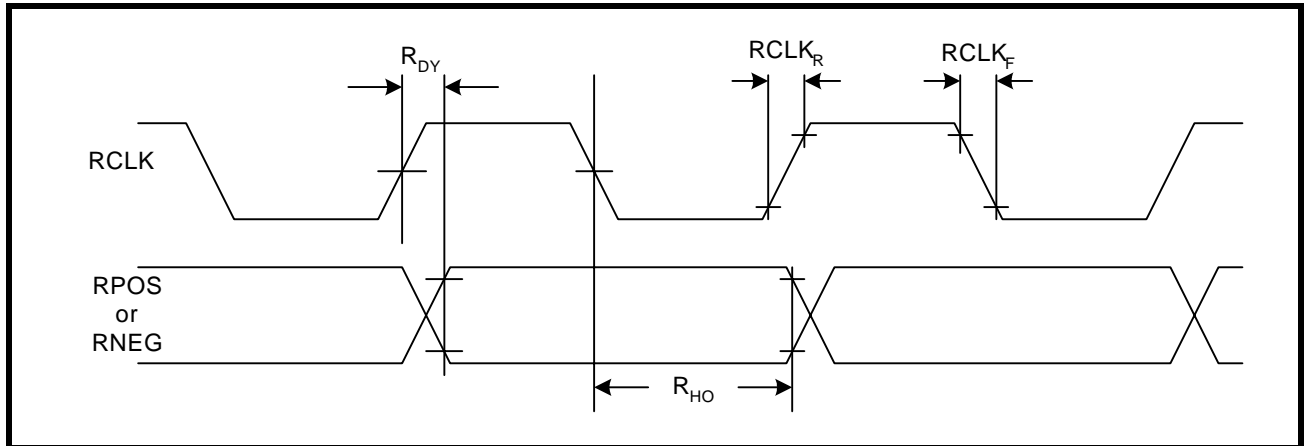 R_DY
RCLK_R
RCLK_F
RCLK
RPOS
or
RNEG
R_HO